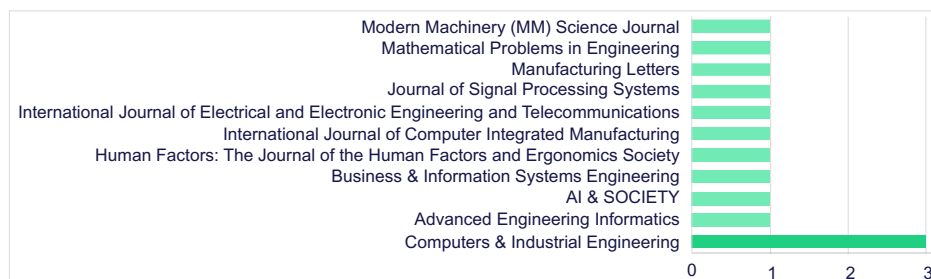 Modern Machinery (MM) Science Journal
Mathematical Problems in Engineering
Manufacturing Letters
Journal of Signal Processing Systems
International Journal of Electrical and Electronic Engineering and Telecommunications
International Journal of Computer Integrated Manufacturing
Human Factors: The Journal of the Human Factors and Ergonomics Society
Business & Information Systems Engineering
AI & SOCIETY
Advanced Engineering Informatics
Computers & Industrial Engineering
0 1 2 3